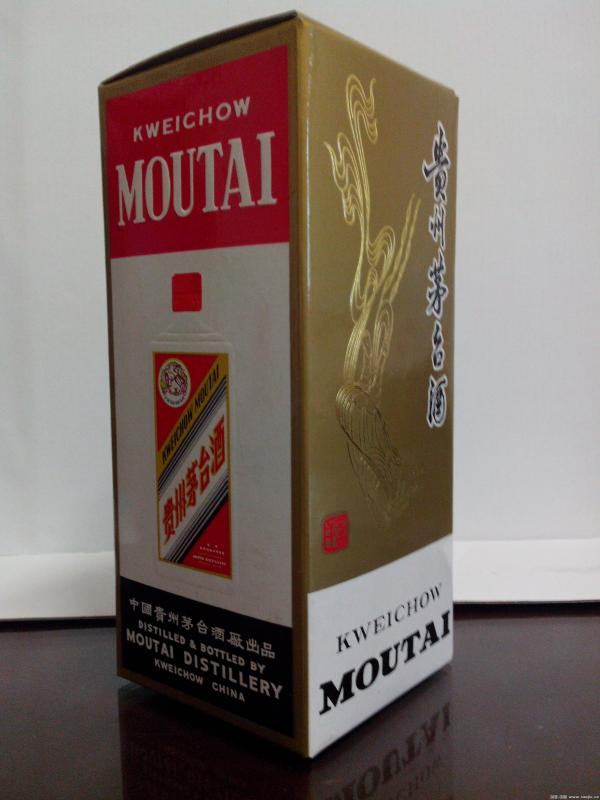 KWEICHOW
MOUTAI
KWEICHOW MOUTAI
贵州茅台酒
中國貴州茅台酒廠出品
DISTILLED & BOTTLED BY
MOUTAI DISTILLERY
KWEICHOW CHINA
貴州茅台酒
KWEICHOW
MOUTAI